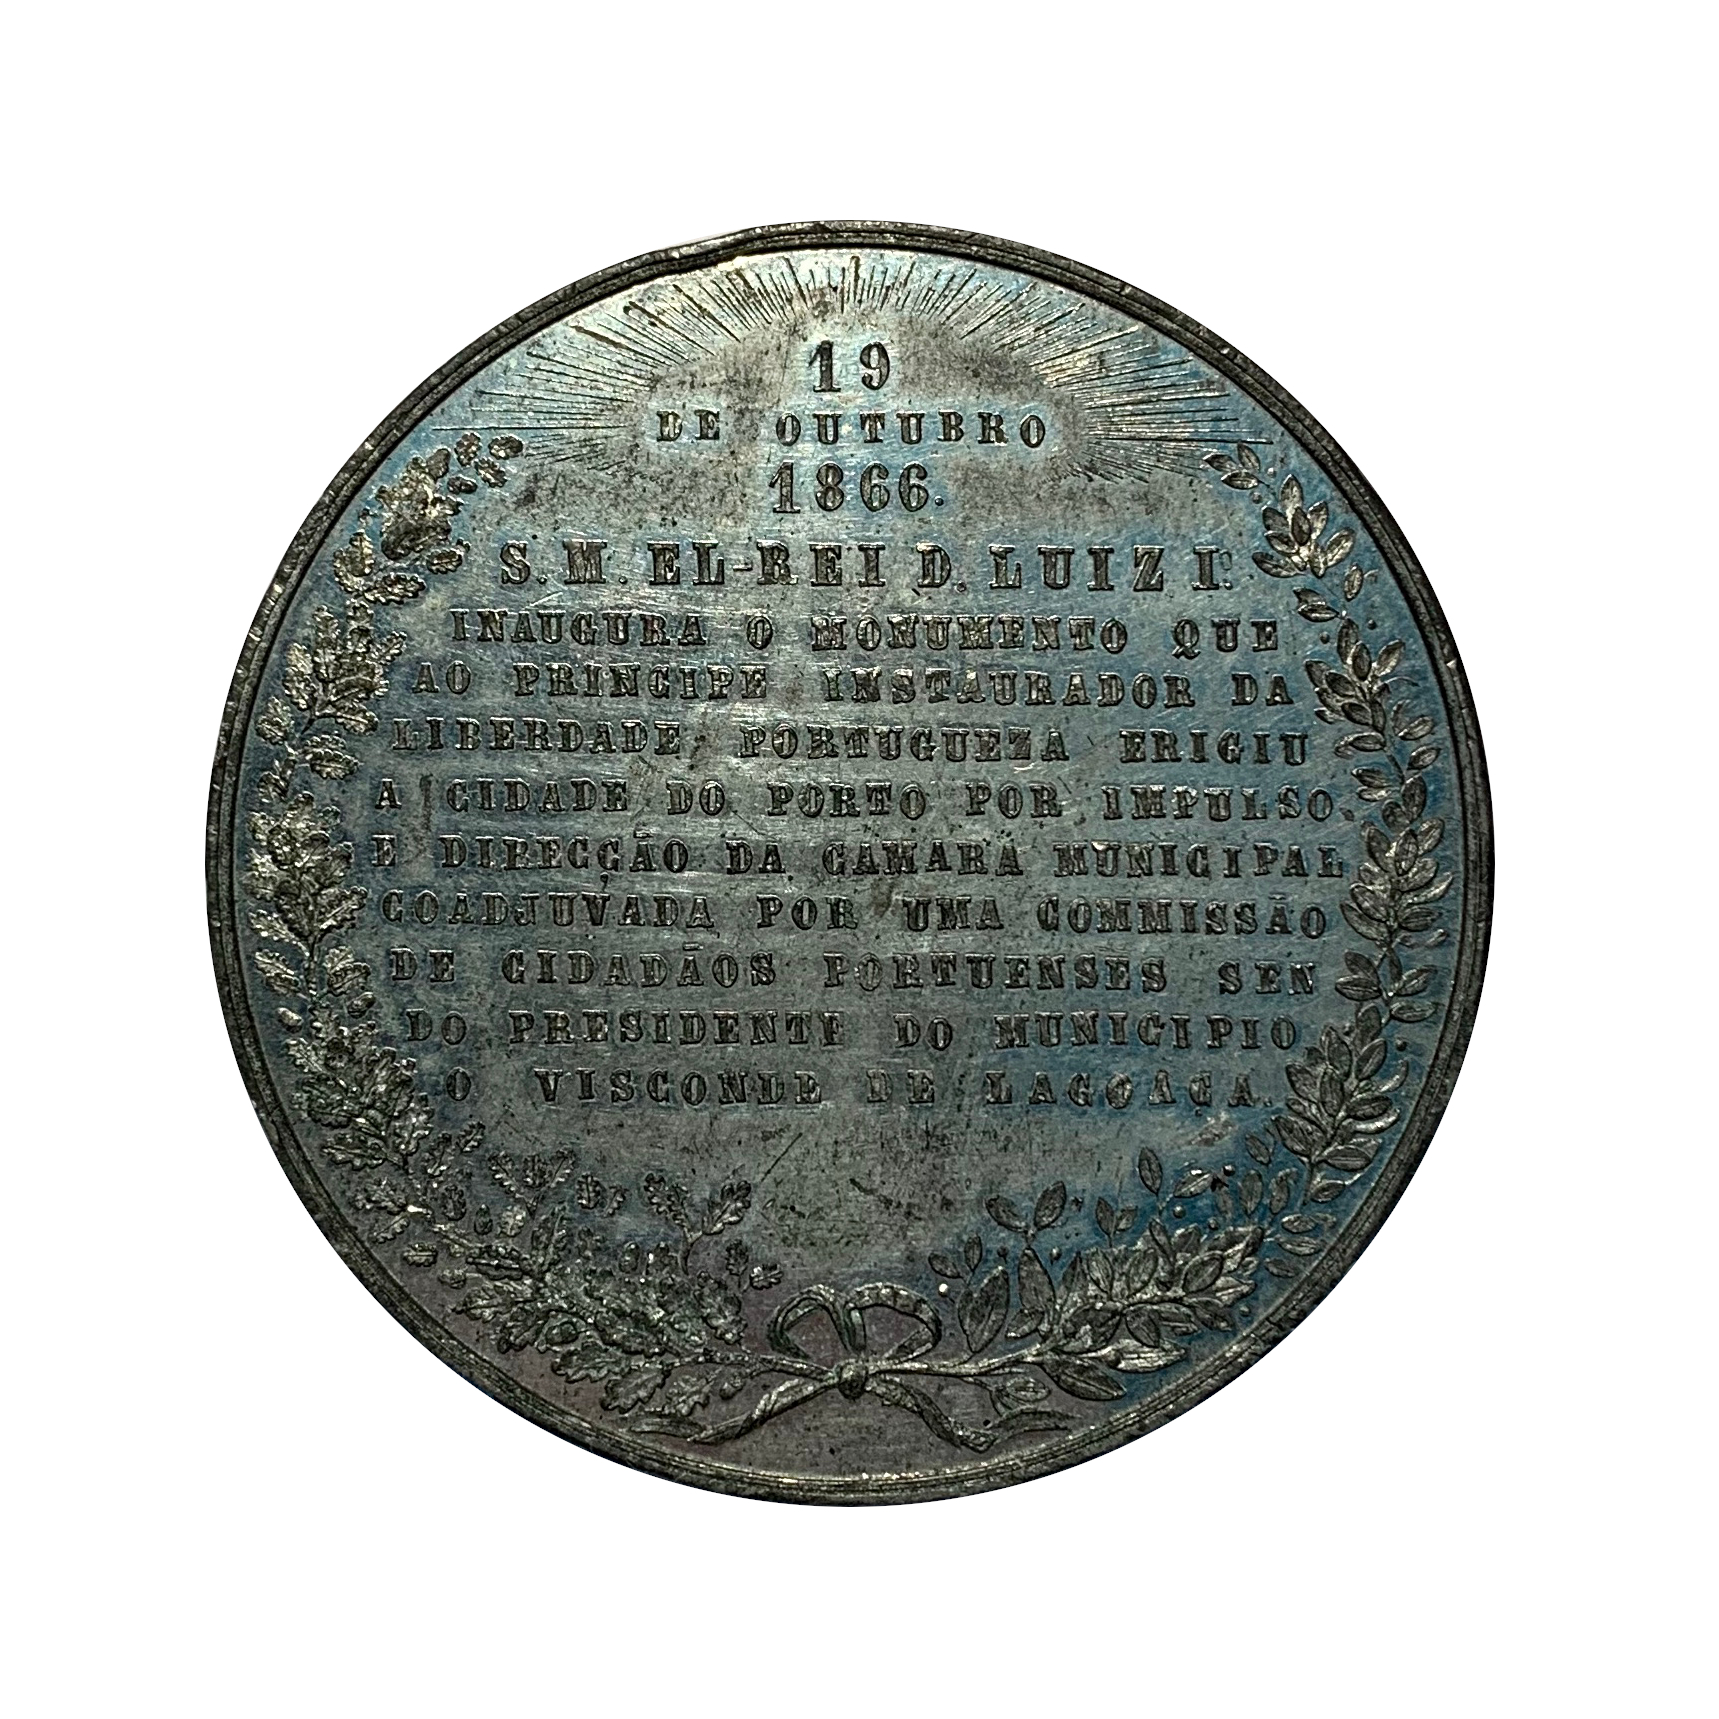 19
DE OUTUBRO
1866.
S. M. EL-REI D. LUIZ Iº.
INAUGURA O MONUMENTO QUE
AO PRINCIPE INSTAURADOR DA
LIBERDADE PORTUGUEZA ERIGIU
A CIDADE DO PORTO POR IMPULSO
E DIRECÇÃO DA CAMARA MUNICIPAL
COADJUVADA POR UMA COMMISSÃO
DE CIDADÃOS PORTUENSES SEN
DO PRESIDENTE DO MUNICIPIO
O VISCONDE DE LAGOAÇA.